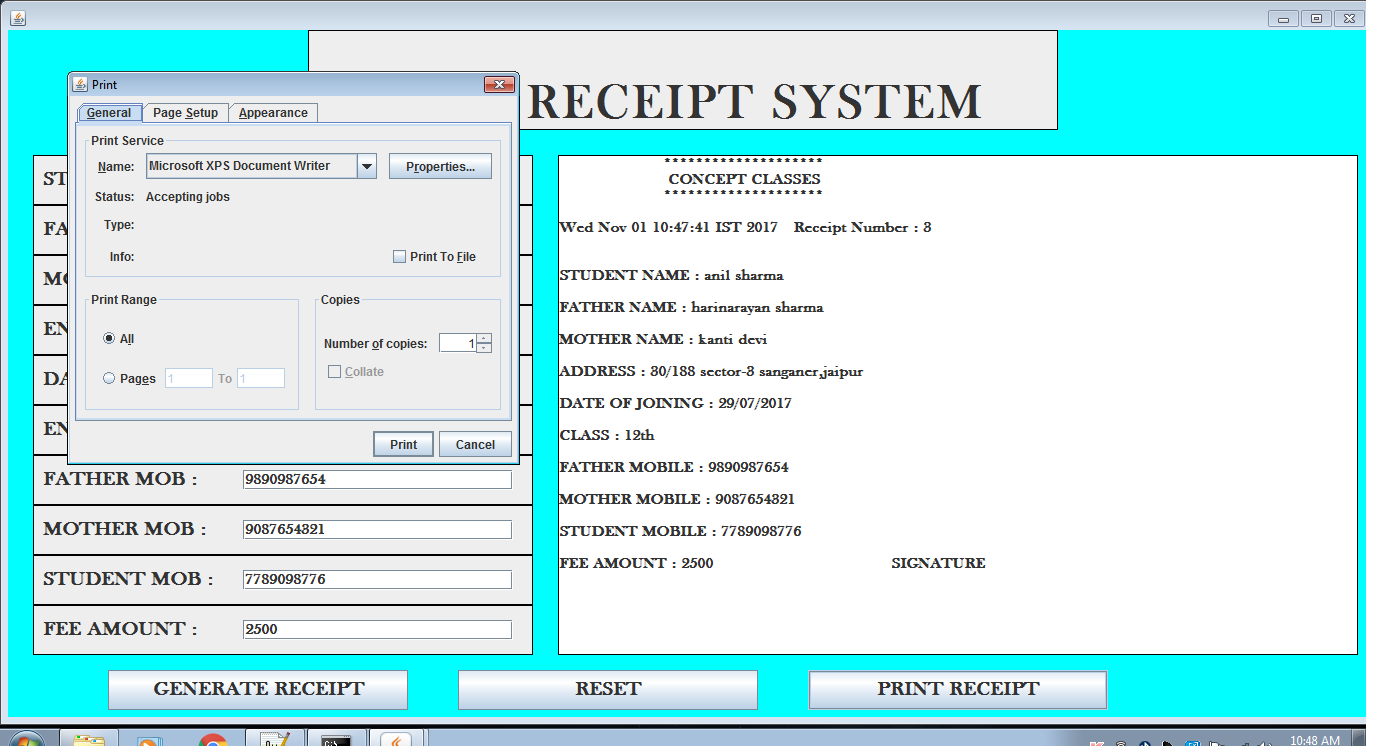 RECEIPT SYSTEM
Print
General Page Setup Appearance
Print Service
Name: Microsoft XPS Document Writer Properties...
Status: Accepting jobs
Type:
Info: Print To File
Print Range
All
Pages 1 To 1
Copies
Number of copies: 1
Collate
Print Cancel
ST
FA
MO
EN
DA
EN
FATHER MOB : 9890987654
MOTHER MOB : 9087654321
STUDENT MOB : 7789098776
FEE AMOUNT : 2500
********************
CONCEPT CLASSES
********************
Wed Nov 01 10:47:41 IST 2017 Receipt Number : 3
STUDENT NAME : anil sharma
FATHER NAME : harinarayan sharma
MOTHER NAME : kanti devi
ADDRESS : 30/188 sector-3 sanganer,jaipur
DATE OF JOINING : 29/07/2017
CLASS : 12th
FATHER MOBILE : 9890987654
MOTHER MOBILE : 9087654321
STUDENT MOBILE : 7789098776
FEE AMOUNT : 2500 SIGNATURE
GENERATE RECEIPT RESET PRINT RECEIPT
10:48 AM